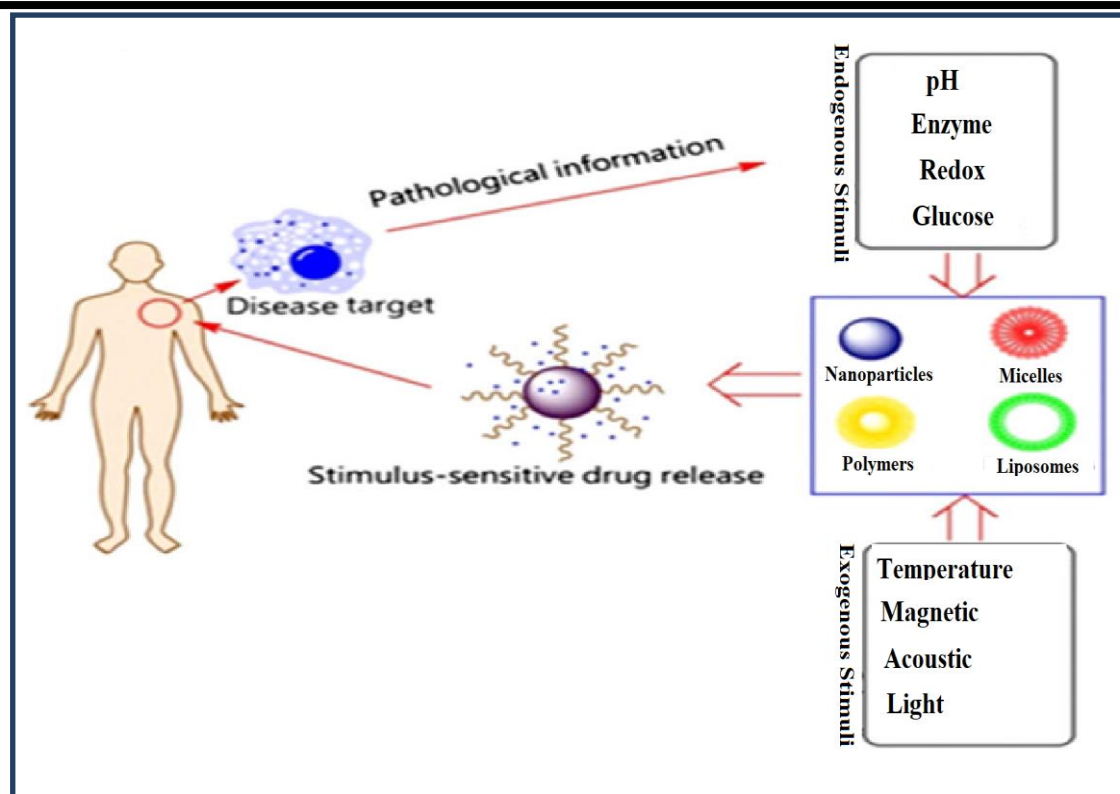 Endogenous Stimuli
pH
Enzyme
Redox
Glucose
Pathological information
Disease target
Nanoparticles
Micelles
Polymers
Liposomes
Stimulus-sensitive drug release
Exogenous Stimuli
Temperature
Magnetic
Acoustic
Light